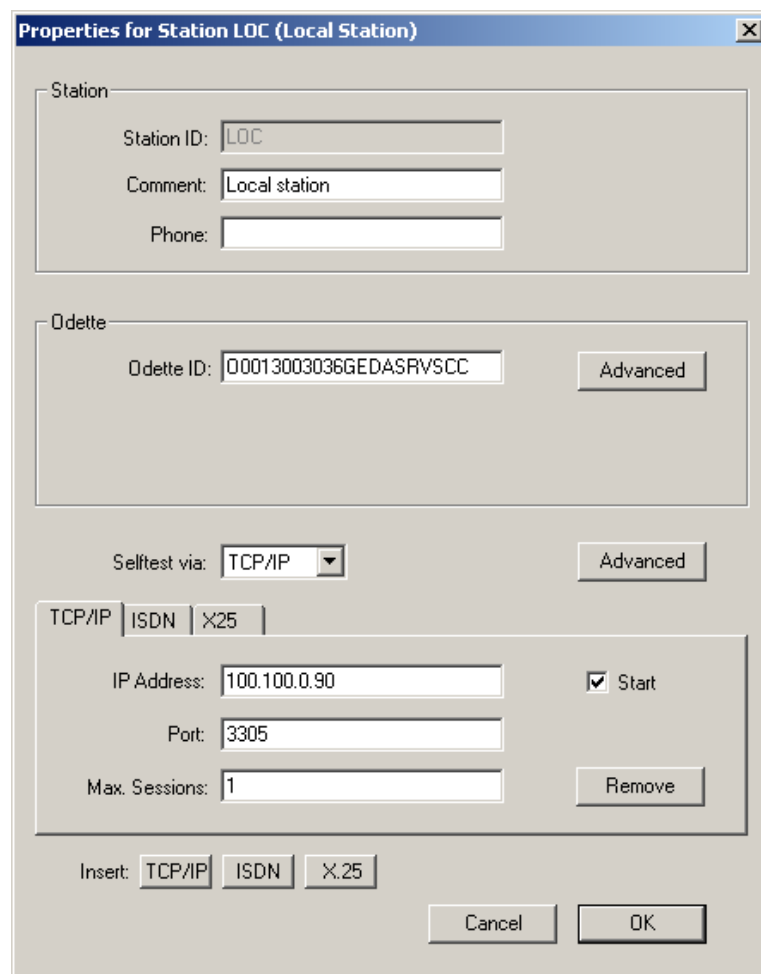 Properties for Station LOC (Local Station)
Station
Station ID: LOC
Comment: Local station
Phone:
Odette
Odette ID: O0013003036GEDASRVSCC Advanced
Selftest via: TCP/IP Advanced
TCP/IP ISDN X25
IP Address: 100.100.0.90 Start
Port: 3305
Max. Sessions: 1 Remove
Insert: TCP/IP ISDN X.25
Cancel OK